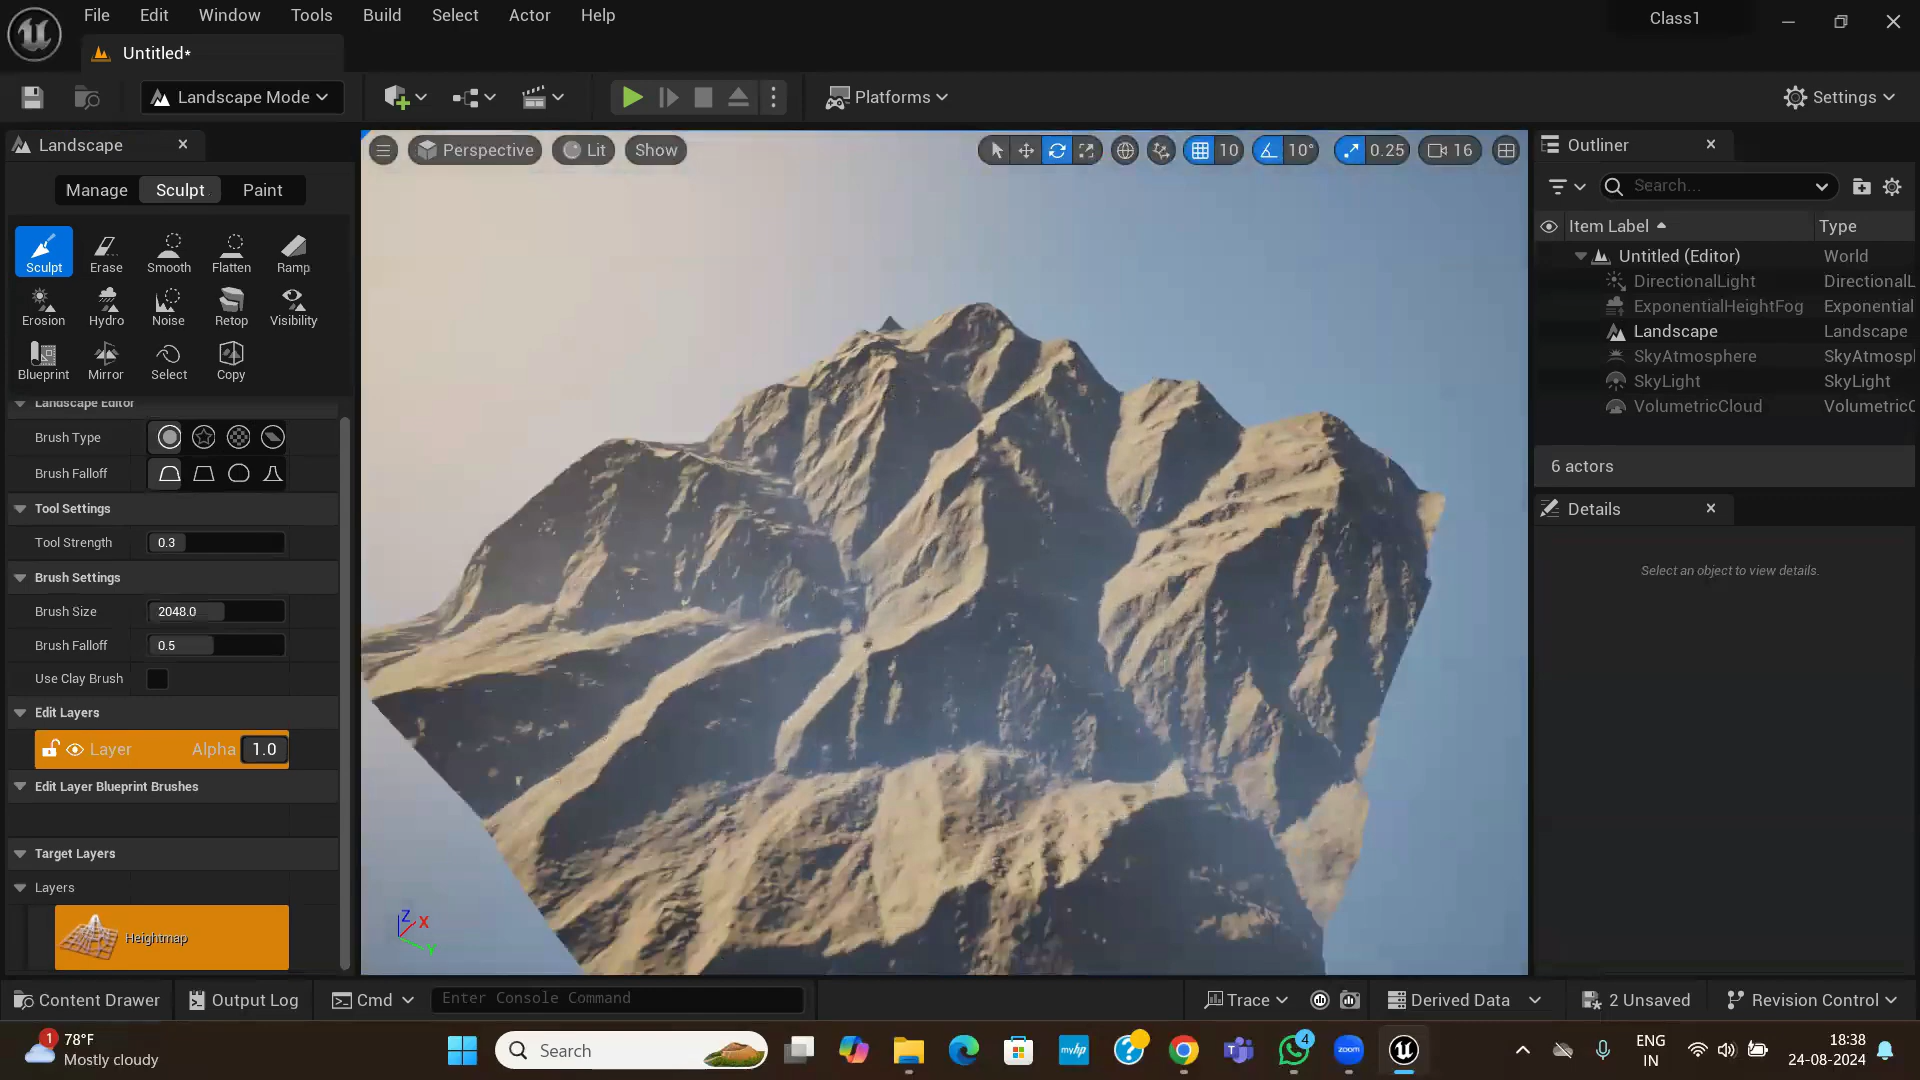 File Edit Window Tools Build Select Actor Help
Class1
Untitled*
Landscape Mode
Platforms
Settings
Landscape
Manage Sculpt Paint
Sculpt Erase Smooth Flatten Ramp
Erosion Hydro Noise Retop Visibility
Blueprint Mirror Select Copy
Landscape Editor
Brush Type
Brush Falloff
Tool Settings
Tool Strength 0.3
Brush Settings
Brush Size 2048.0
Brush Falloff 0.5
Use Clay Brush
Edit Layers
Layer Alpha 1.0
Edit Layer Blueprint Brushes
Target Layers
Layers
Heightmap
Perspective Lit Show
10 10° 0.25 16
Z X
Y
Outliner
Search...
Item Label Type
Untitled (Editor) World
DirectionalLight DirectionalL
ExponentialHeightFog Exponential
Landscape Landscape
SkyAtmosphere SkyAtmosp
SkyLight SkyLight
VolumetricCloud VolumetricC
6 actors
Details
Select an object to view details.
Content Drawer Output Log Cmd Enter Console Command
Trace Derived Data 2 Unsaved Revision Control
1 78°F
Mostly cloudy
Search
myhp
4
zoom
ENG
IN
18:38
24-08-2024